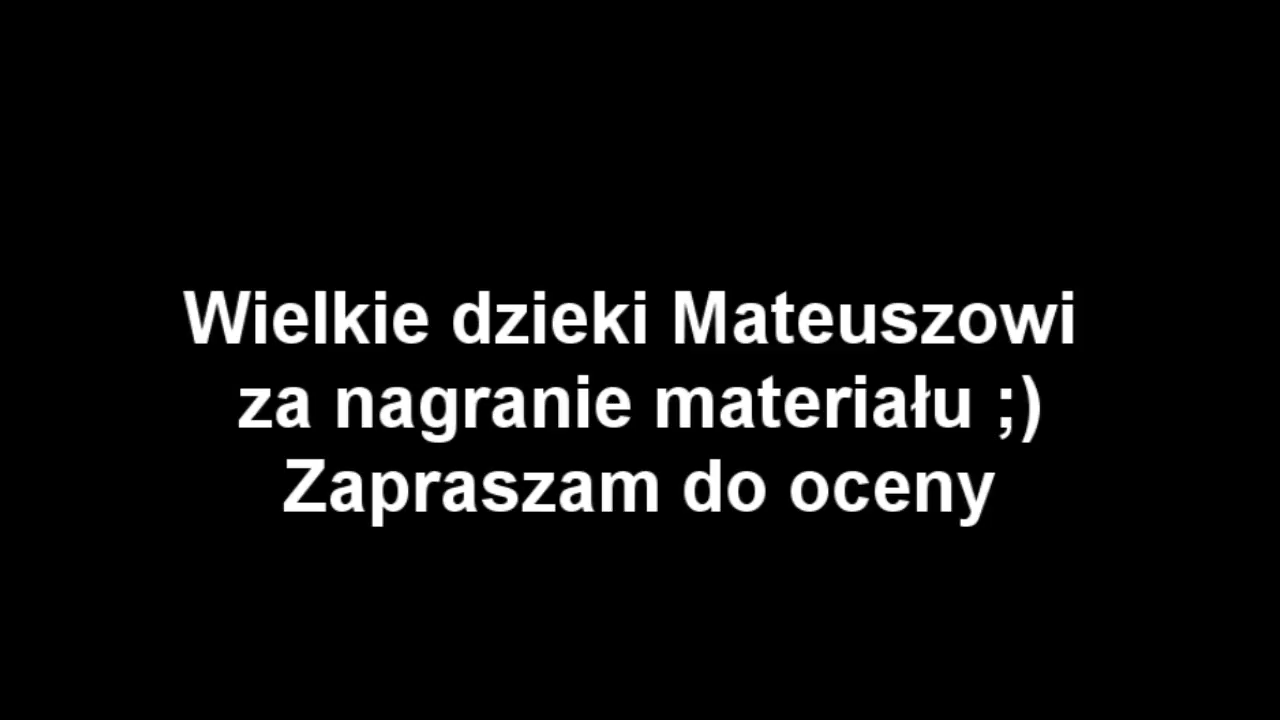 Wielkie dzieki Mateuszowi
za nagranie materiału ;)
Zapraszam do oceny